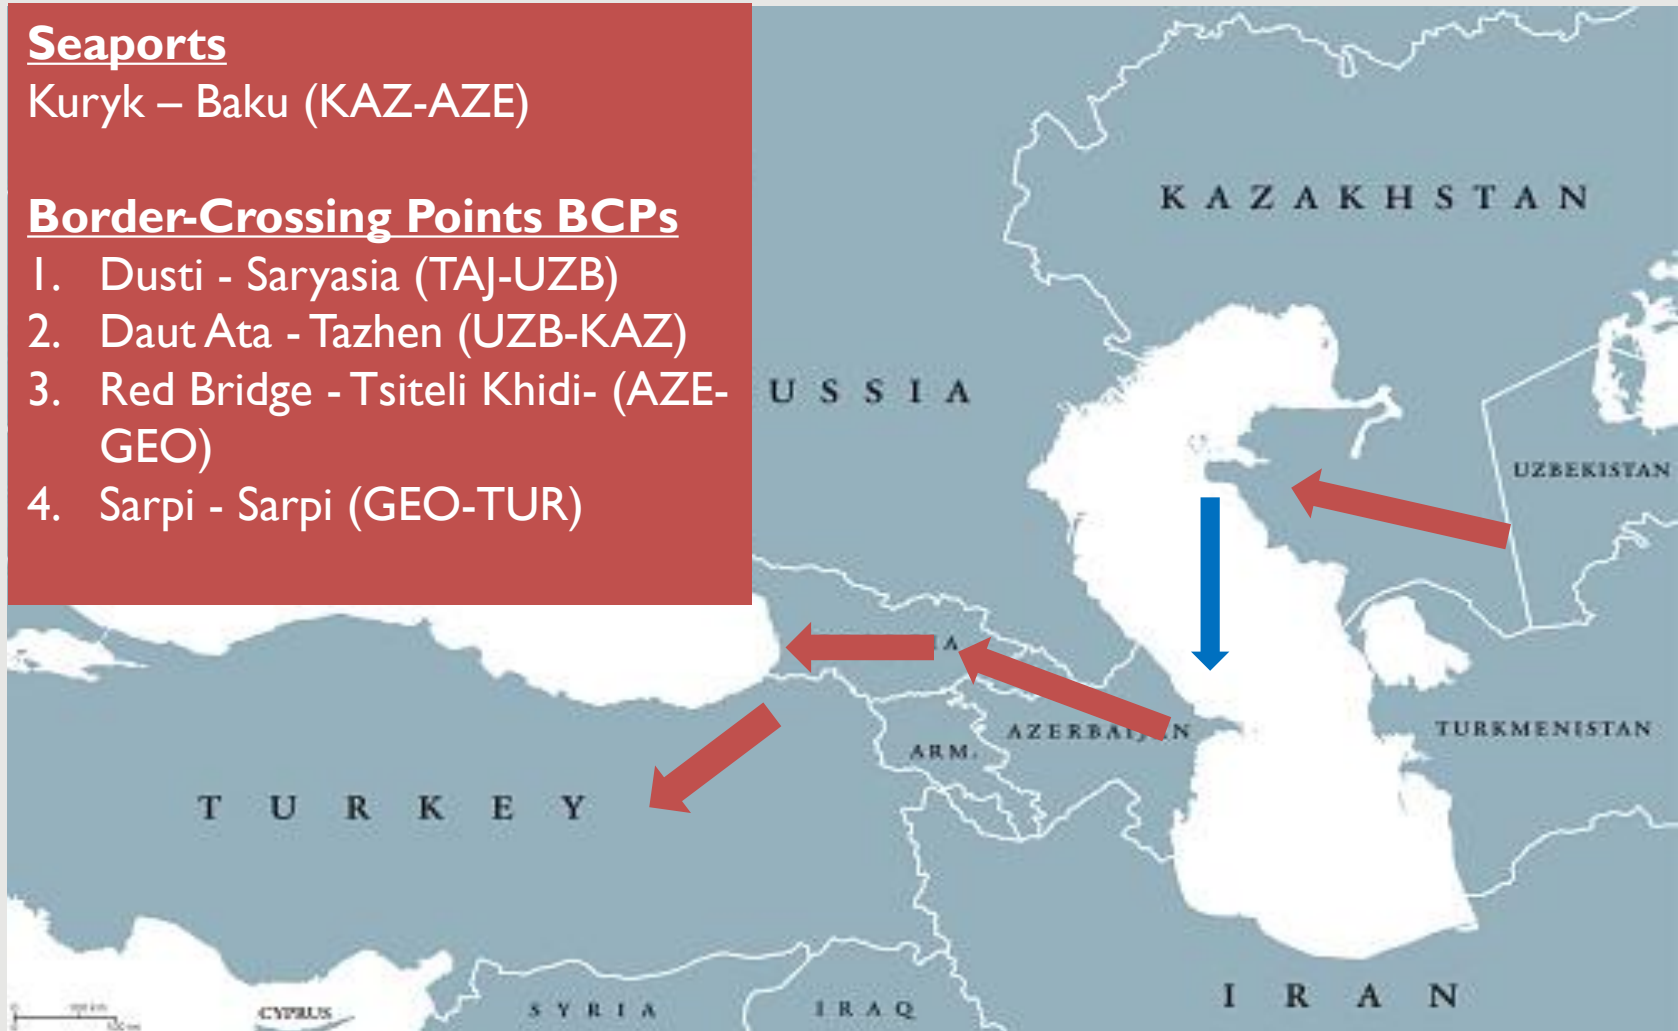 Seaports
Kuryk – Baku (KAZ-AZE)
Border-Crossing Points BCPs
1. Dusti - Saryasia (TAJ-UZB)
2. Daut Ata - Tazhen (UZB-KAZ)
3. Red Bridge - Tsiteli Khidi- (AZE-
GEO)
4. Sarpi - Sarpi (GEO-TUR)
KAZAKHSTAN
USSIA
UZBEKISTAN
IA
AZERBAIJAN
ARM.
TURKMENISTAN
TURKEY
IRAN
CYPRUS
SYRIA
IRAQ